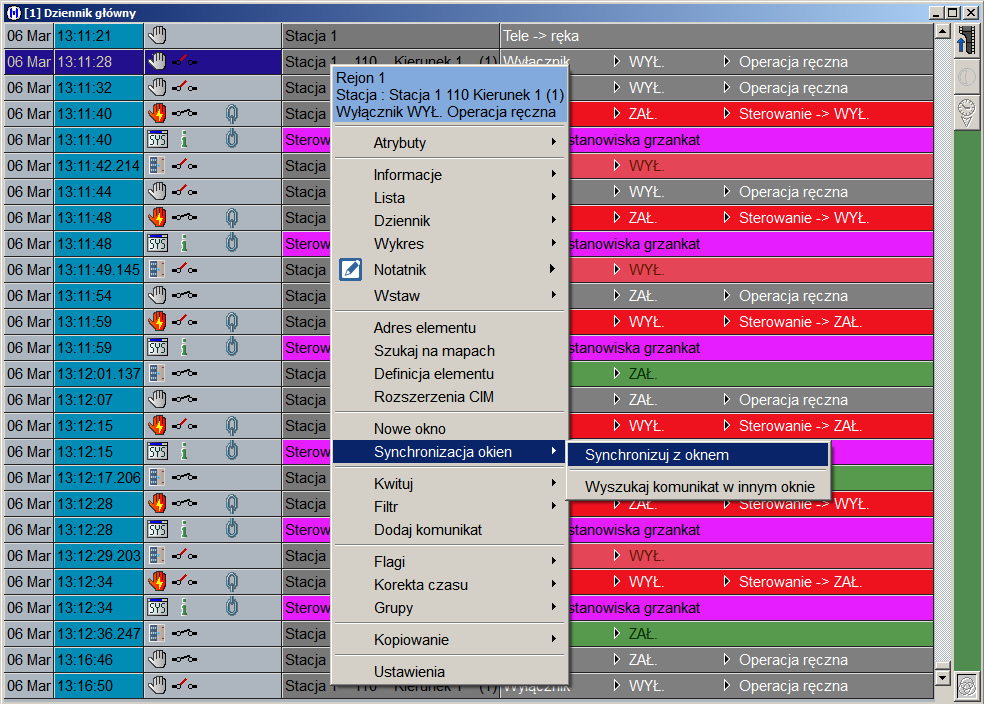 [1] Dziennik główny
06 Mar 13:11:21 Stacja 1 Tele -> ręka
06 Mar 13:11:28 Stacja 1 110 Kierunek 1 (1) Wyłącznik WYŁ. Operacja ręczna
06 Mar 13:11:32 Stacja WYŁ. Operacja ręczna
06 Mar 13:11:40 Stacja ZAŁ. Sterowanie -> WYŁ.
06 Mar 13:11:40 SYS Sterow stanowiska grzankat
06 Mar 13:11:42.214 Stacja WYŁ.
06 Mar 13:11:44 Stacja WYŁ. Operacja ręczna
06 Mar 13:11:48 Stacja ZAŁ. Sterowanie -> WYŁ.
06 Mar 13:11:48 SYS Sterow stanowiska grzankat
06 Mar 13:11:49.145 Stacja WYŁ.
06 Mar 13:11:54 Stacja ZAŁ. Operacja ręczna
06 Mar 13:11:59 Stacja WYŁ. Sterowanie -> ZAŁ.
06 Mar 13:11:59 SYS Sterow stanowiska grzankat
06 Mar 13:12:01.137 Stacja ZAŁ.
06 Mar 13:12:07 Stacja ZAŁ. Operacja ręczna
06 Mar 13:12:15 Stacja WYŁ. Sterowanie -> ZAŁ.
06 Mar 13:12:15 SYS Sterow
06 Mar 13:12:17.206 Stacja
06 Mar 13:12:28 Stacja ZAŁ. Sterowanie -> WYŁ.
06 Mar 13:12:28 SYS Sterow stanowiska grzankat
06 Mar 13:12:29.203 Stacja WYŁ.
06 Mar 13:12:34 Stacja WYŁ. Sterowanie -> ZAŁ.
06 Mar 13:12:34 SYS Sterow stanowiska grzankat
06 Mar 13:12:36.247 Stacja ZAŁ.
06 Mar 13:16:46 Stacja ZAŁ. Operacja ręczna
06 Mar 13:16:50 Stacja 1 110 Kierunek 1 (1) Wyłącznik WYŁ. Operacja ręczna
Rejon 1
Stacja : Stacja 1 110 Kierunek 1 (1)
Wyłącznik WYŁ. Operacja ręczna
Atrybuty
Informacje
Lista
Dziennik
Wykres
Notatnik
Wstaw
Adres elementu
Szukaj na mapach
Definicja elementu
Rozszerzenia CIM
Nowe okno
Synchronizacja okien
Kwituj
Filtr
Dodaj komunikat
Flagi
Korekta czasu
Grupy
Kopiowanie
Ustawienia
Synchronizuj z oknem
Wyszukaj komunikat w innym oknie